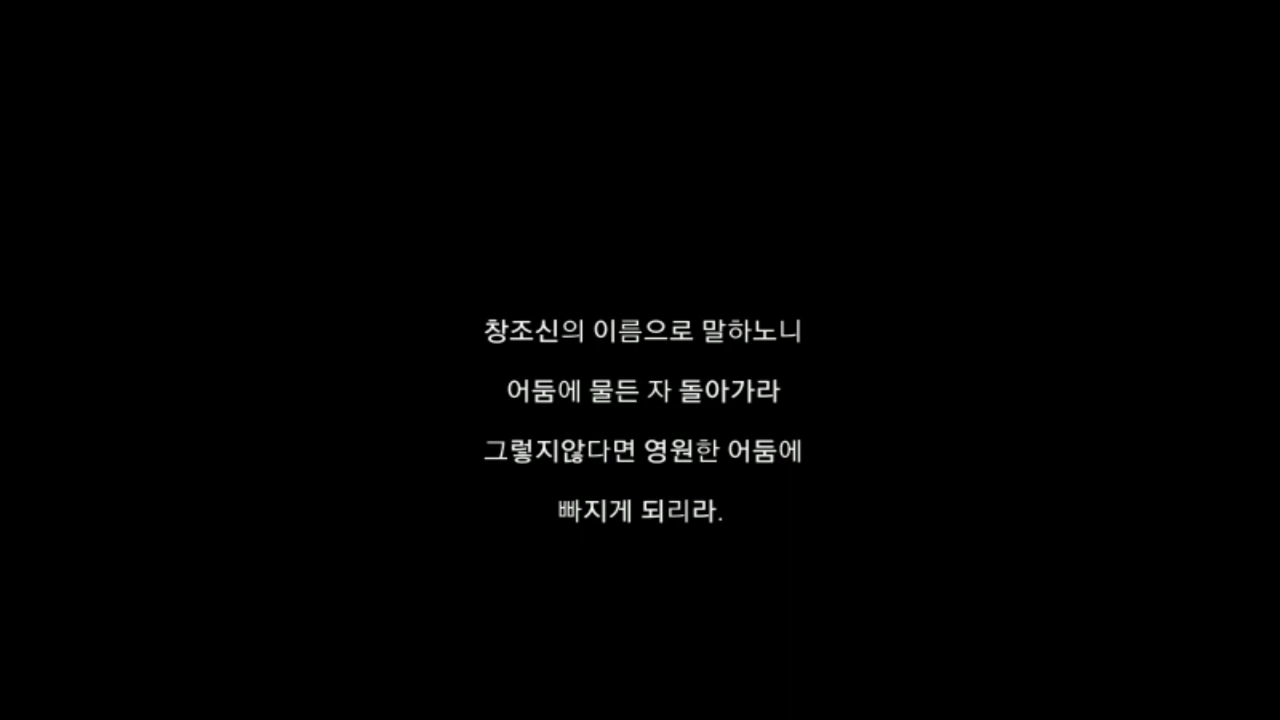 창조신의 이름으로 말하노니
어둠에 물든 자 돌아가라
그렇지않다면 영원한 어둠에
빠지게 되리라.